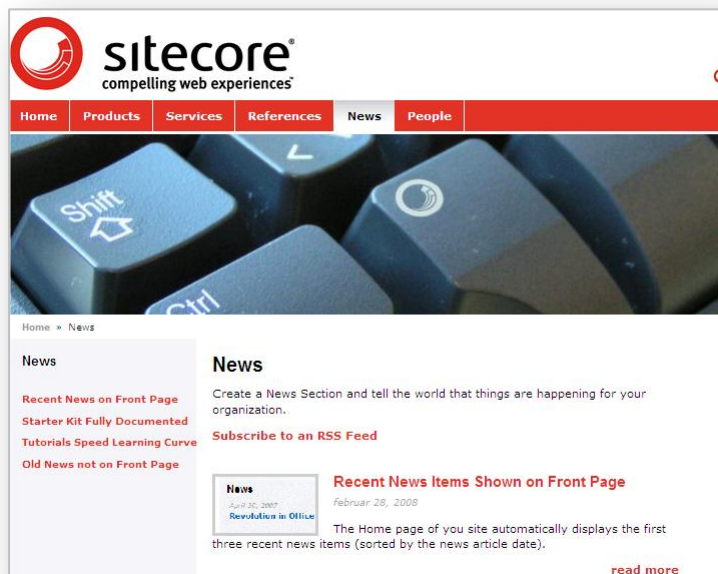 sitecore®
compelling web experiences™
Home Products Services References News People
Shift
Ctrl
Home » News
News
Recent News on Front Page
Starter Kit Fully Documented
Tutorials Speed Learning Curve
Old News not on Front Page
News
Create a News Section and tell the world that things are happening for your
organization.
Subscribe to an RSS Feed
News
April 30, 2007
Revolution in Office
Recent News Items Shown on Front Page
februar 28, 2008
The Home page of you site automatically displays the first
three recent news items (sorted by the news article date).
read more